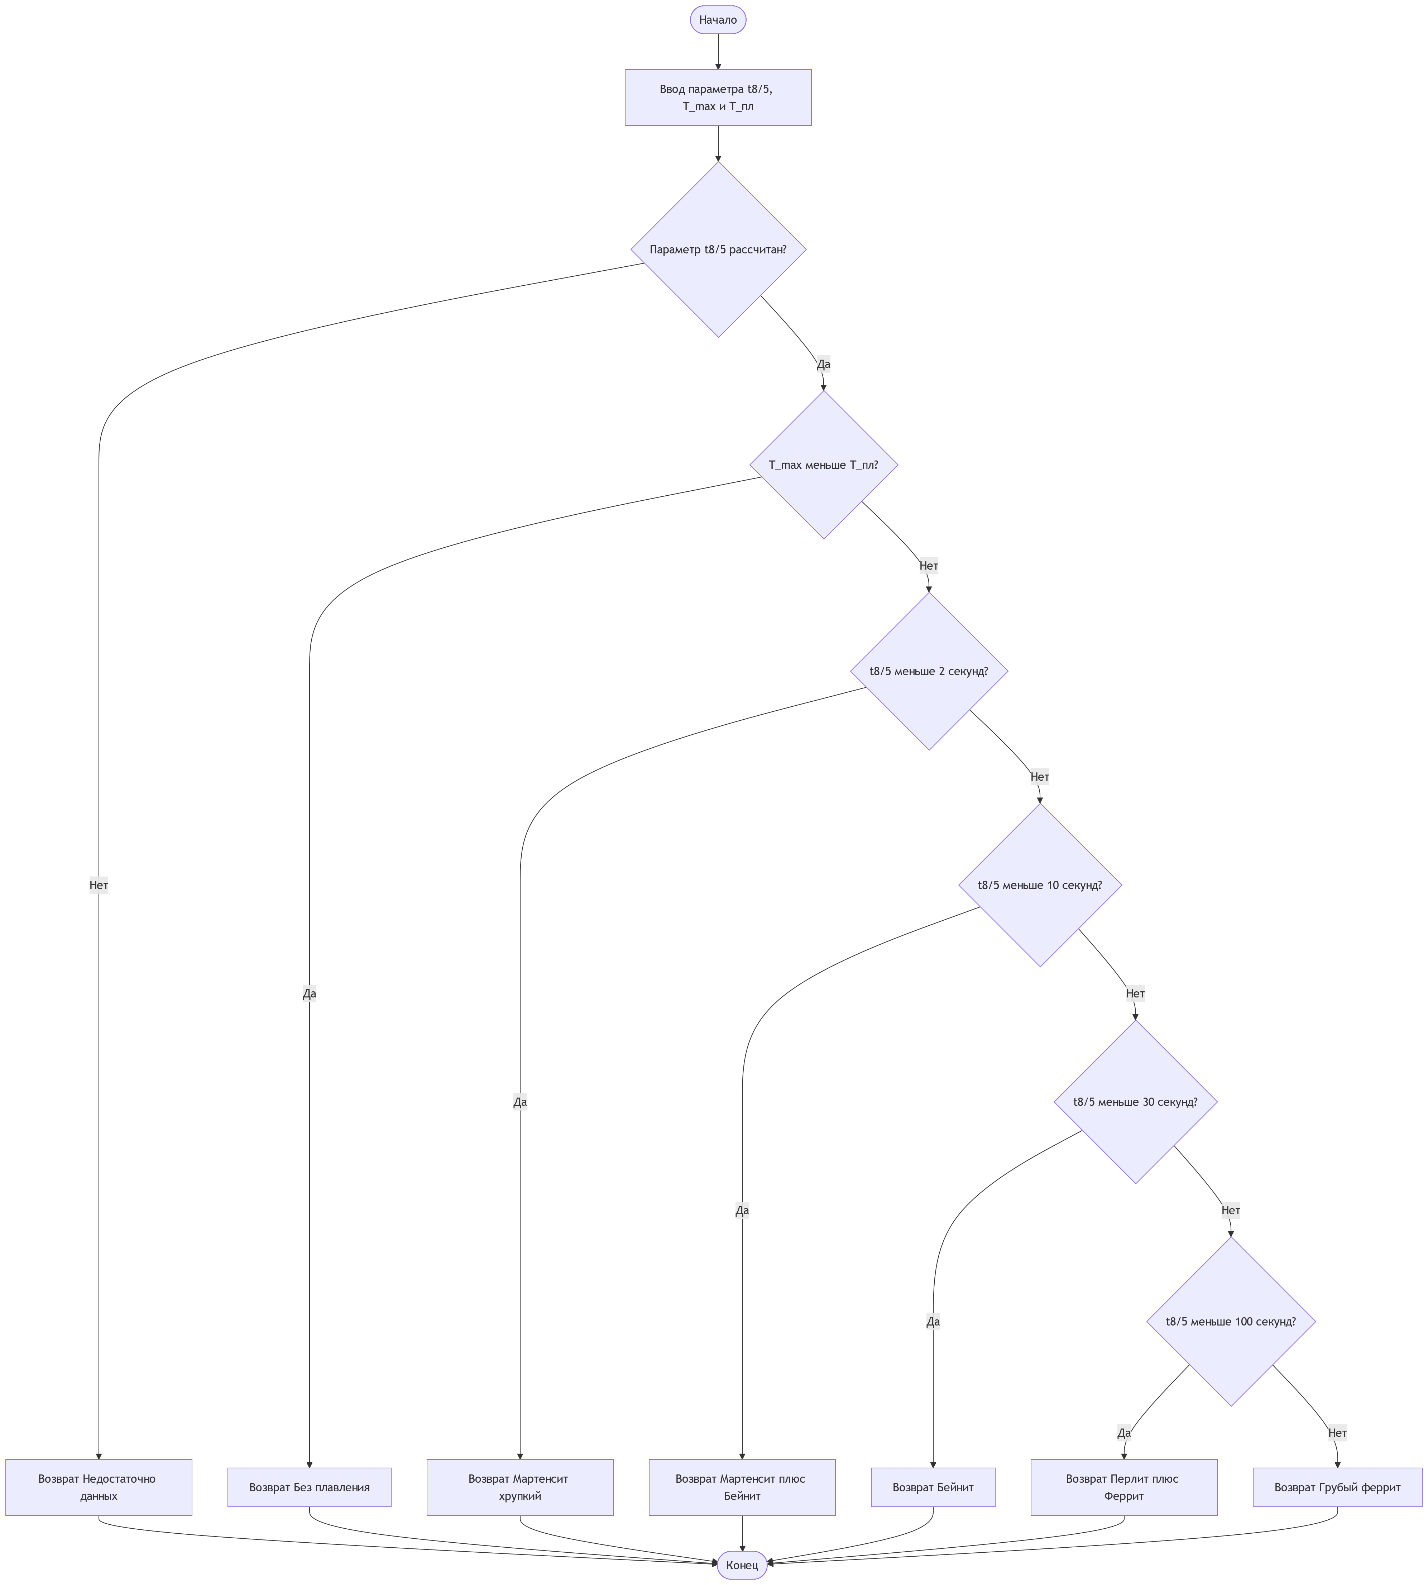 Начало
Ввод параметра t8/5,
T_max и T_пл
Параметр t8/5 рассчитан?
Да
T_max меньше T_пл?
Нет
t8/5 меньше 2 секунд?
Нет
t8/5 меньше 10 секунд?
Нет
Да
Нет
t8/5 меньше 30 секунд?
Да
Да
Нет
t8/5 меньше 100 секунд?
Да
Да
Нет
Возврат Недостаточно
данных
Возврат Без плавления
Возврат Мартенсит
хрупкий
Возврат Мартенсит плюс
Бейнит
Возврат Бейнит
Возврат Перлит плюс
Феррит
Возврат Грубый феррит
Конец